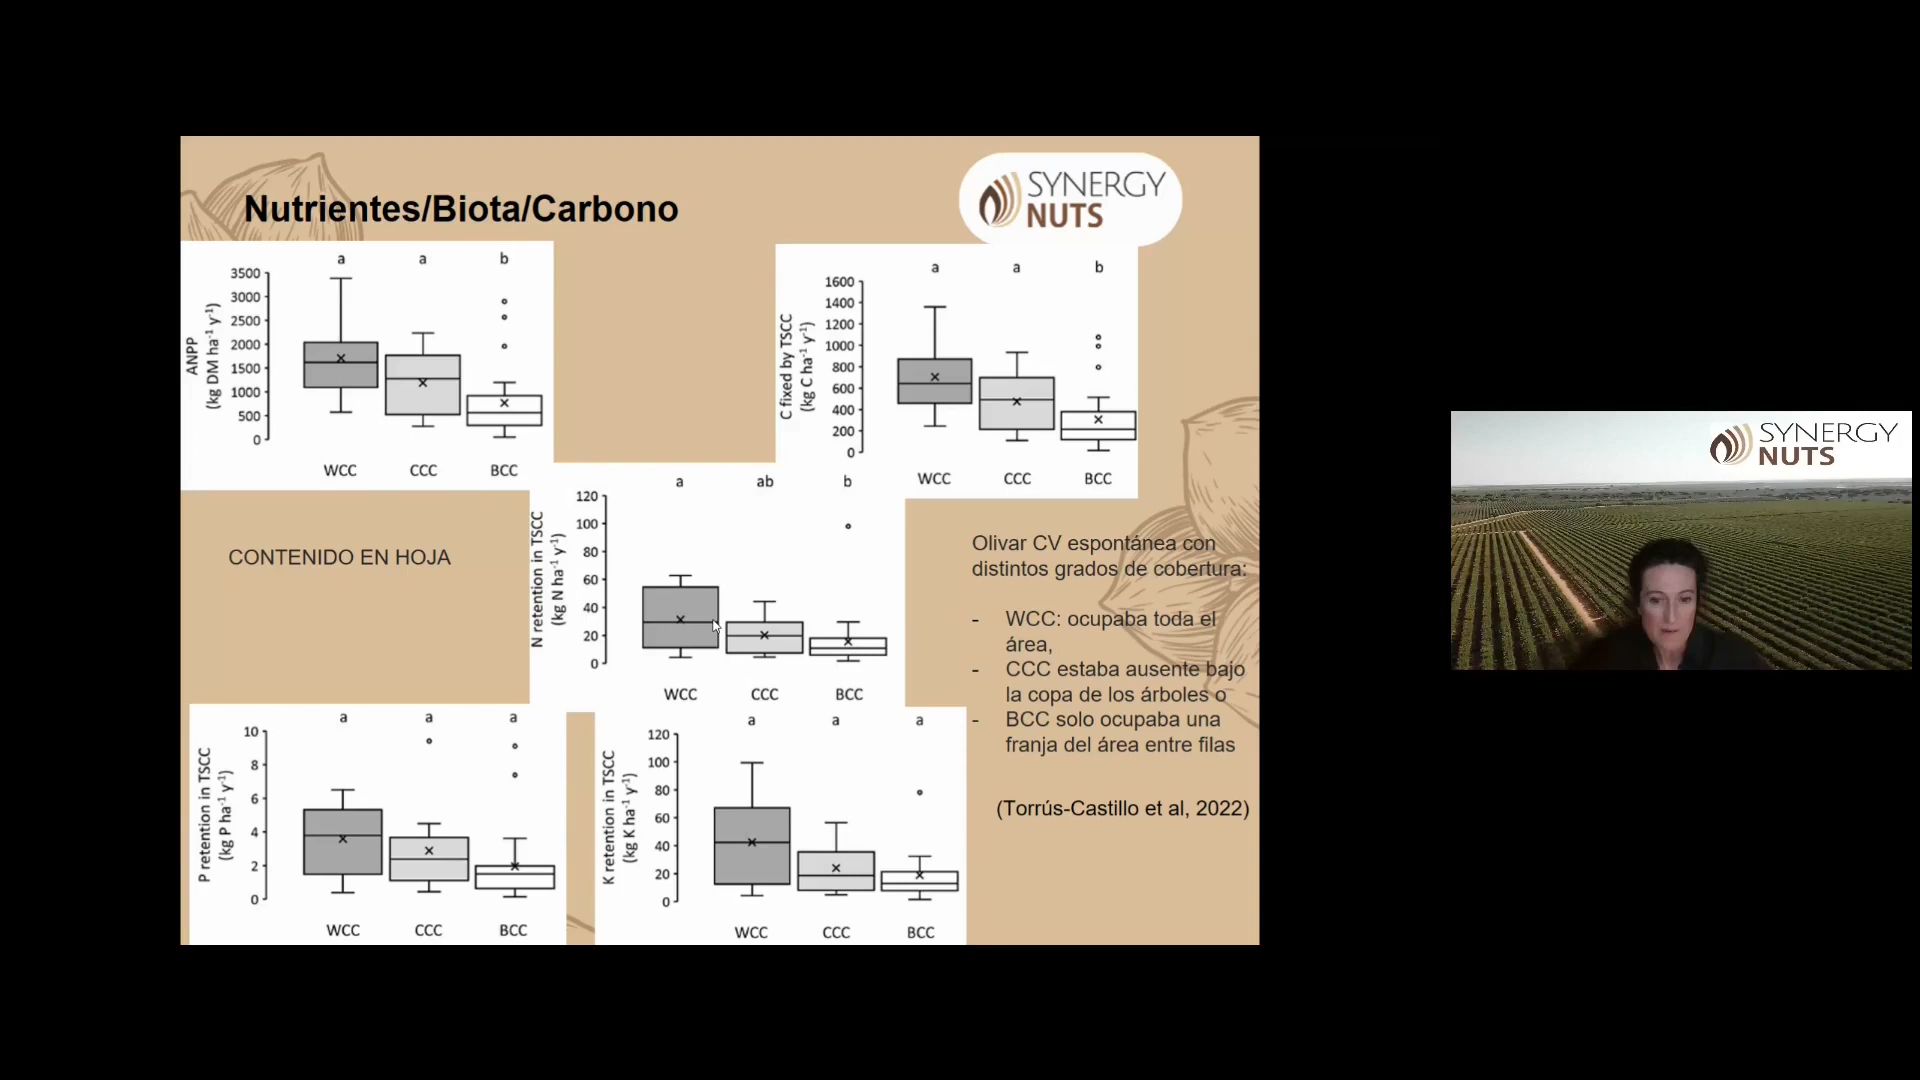 Nutrientes/Biota/Carbono
SYNERGY
NUTS
a a b
3500
3000
2500
2000
1500
1000
500
0
ANPP
(kg DM ha-1 y-1)
WCC CCC BCC
a a b
1600
1400
1200
1000
800
600
400
200
0
C fixed by TSCC
(kg C ha-1 y-1)
WCC CCC BCC
CONTENIDO EN HOJA
a ab b
120
100
80
60
40
20
0
N retention in TSCC
(kg N ha-1 y-1)
WCC CCC BCC
Olivar CV espontánea con
distintos grados de cobertura:
- WCC: ocupaba toda el
área,
- CCC estaba ausente bajo
la copa de los árboles o
- BCC solo ocupaba una
franja del área entre filas
(Torrús-Castillo et al, 2022)
a a a
10
8
6
4
2
0
P retention in TSCC
(kg P ha-1 y-1)
WCC CCC BCC
a a a
120
100
80
60
40
20
0
K retention in TSCC
(kg K ha-1 y-1)
WCC CCC BCC
SYNERGY
NUTS